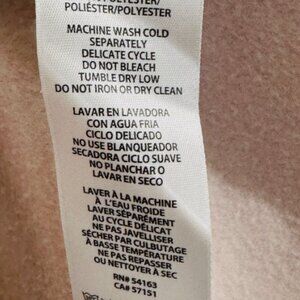 POLYESTER/
POLIÉSTER/POLYESTER
MACHINE WASH COLD
SEPARATELY
DELICATE CYCLE
DO NOT BLEACH
TUMBLE DRY LOW
DO NOT IRON OR DRY CLEAN
LAVAR EN LAVADORA
CON AGUA FRIA
CICLO DELICADO
NO USE BLANQUEADOR
SECADORA CICLO SUAVE
NO PLANCHAR O
LAVAR EN SECO
LAVER À LA MACHINE
À L'EAU FROIDE
LAVER SÉPARÉMENT
AU CYCLE DÉLICAT
NE PAS JAVELLISER
SÉCHER PAR CULBUTAGE
À BASSE TEMPÉRATURE
NE PAS REPASSER
OU NETTOYER À SEC
RN# 54163
CA# 57151